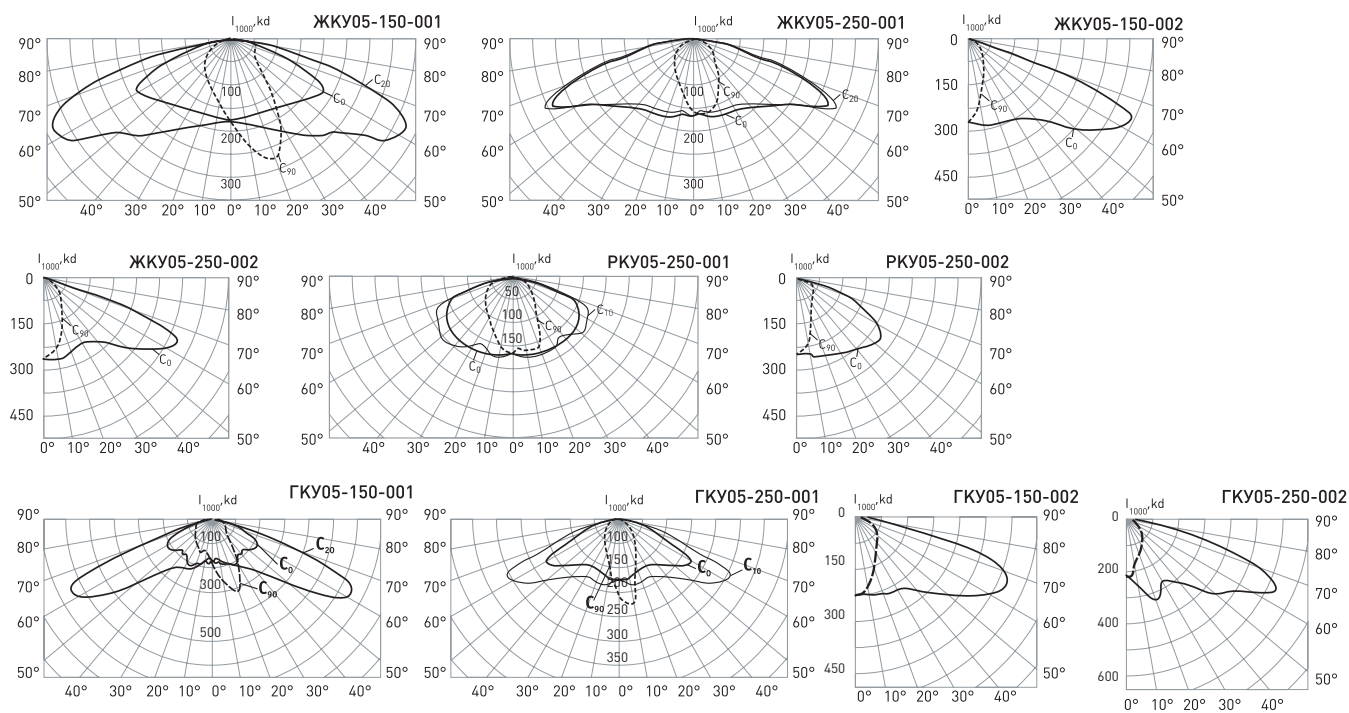 I1000,kd ЖКУ05-150-001
90° 90°
80° 80°
70° 70°
60° 60°
50° 50°
100
200
300
C20
C0
C90
40° 30° 20° 10° 0° 10° 20° 30° 40°
I1000,kd ЖКУ05-250-001
90° 90°
80° 80°
70° 70°
60° 60°
50° 50°
100
200
300
C90
C20
C0
40° 30° 20° 10° 0° 10° 20° 30° 40°
I1000,kd ЖКУ05-150-002
0 90°
150 80°
300 70°
450 60°
50°
C90
C0
0° 10° 20° 30° 40°
I1000,kd ЖКУ05-250-002
0 90°
150 80°
300 70°
450 60°
50°
C90
C0
0° 10° 20° 30° 40°
I1000,kd РКУ05-250-001
90° 90°
80° 80°
70° 70°
60° 60°
50° 50°
50
100
150
C10
C90
C0
40° 30° 20° 10° 0° 10° 20° 30° 40°
I1000,kd РКУ05-250-002
0 90°
150 80°
300 70°
450 60°
50°
C90
C0
0° 10° 20° 30° 40°
I1000,kd ГКУ05-150-001
90° 90°
80° 80°
70° 70°
60° 60°
50° 50°
100
300
500
C20
C0
C90
40° 30° 20° 10° 0° 10° 20° 30° 40°
I1000,kd ГКУ05-250-001
90° 90°
80° 80°
70° 70°
60° 60°
50° 50°
100
150
200
250
300
350
C0
C10
C90
40° 30° 20° 10° 0° 10° 20° 30° 40°
I1000,kd ГКУ05-150-002
0 90°
150 80°
300 70°
450 60°
50°
0° 10° 20° 30° 40°
I1000,kd ГКУ05-250-002
0 90°
200 80°
400 70°
600 60°
50°
0° 10° 20° 30° 40°